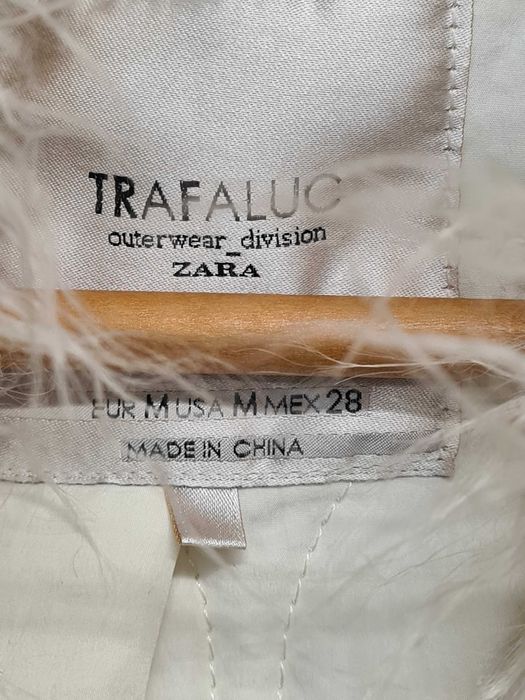 TRAFALUC
outerwear_division
ZARA
EUR M USA M MEX 28
MADE IN CHINA